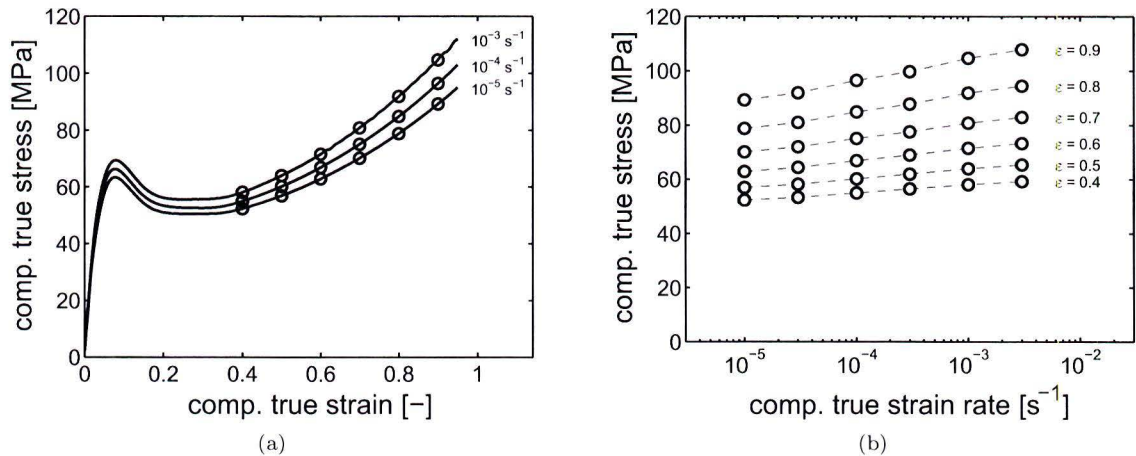 120
100
80
60
40
20
0
comp. true stress [MPa]
0 0.2 0.4 0.6 0.8 1
comp. true strain [−]
10⁻³ s⁻¹
10⁻⁴ s⁻¹
10⁻⁵ s⁻¹
(a)
120
100
80
60
40
20
0
comp. true stress [MPa]
10⁻⁵ 10⁻⁴ 10⁻³ 10⁻²
comp. true strain rate [s⁻¹]
ε = 0.9
ε = 0.8
ε = 0.7
ε = 0.6
ε = 0.5
ε = 0.4
(b)